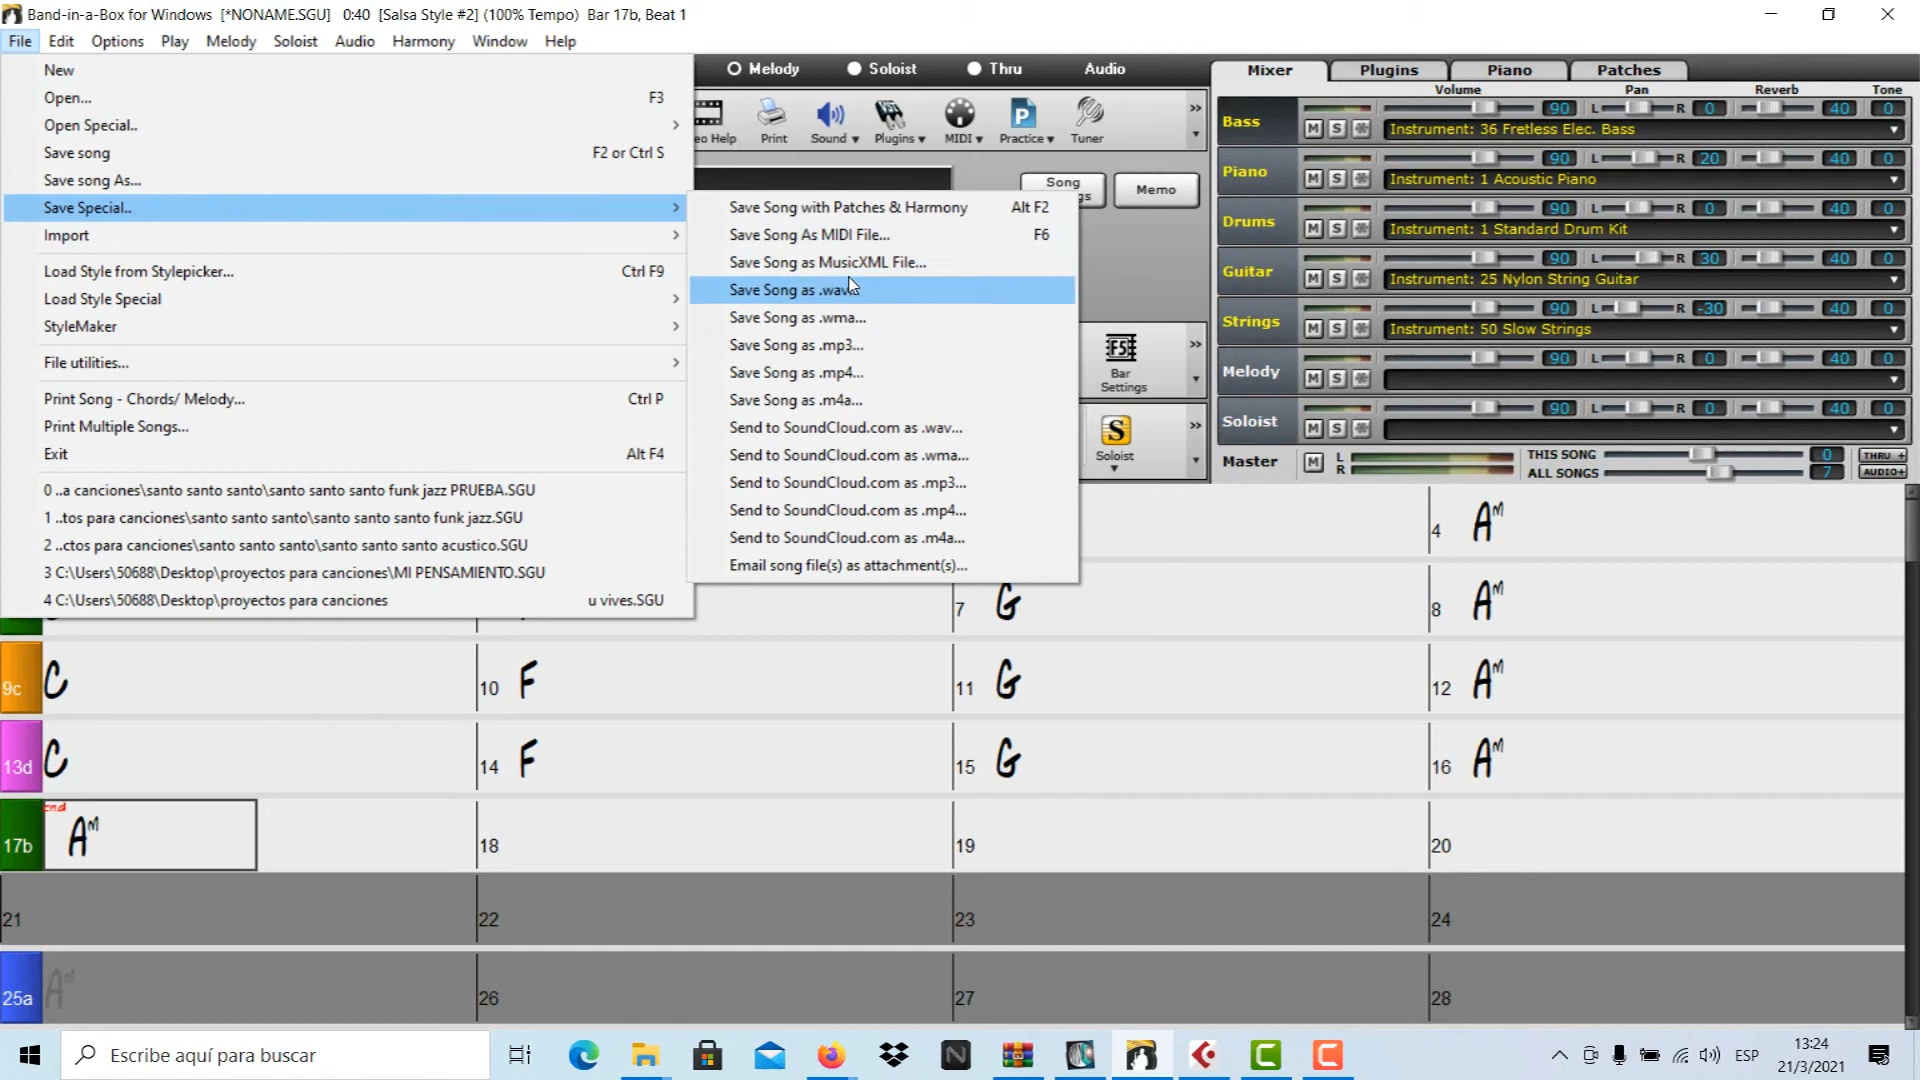 Band-in-a-Box for Windows [*NONAME.SGU] 0:40 [Salsa Style #2] (100% Tempo) Bar 17b, Beat 1
File Edit Options Play Melody Soloist Audio Harmony Window Help
New
Open... F3
Open Special..
Save song F2 or Ctrl S
Save song As...
Save Special..
Import
Load Style from Stylepicker... Ctrl F9
Load Style Special
StyleMaker
File utilities...
Print Song - Chords/ Melody... Ctrl P
Print Multiple Songs...
Exit Alt F4
0 ..a canciones\santo santo santo\santo santo santo funk jazz PRUEBA.SGU
1 ..tos para canciones\santo santo santo\santo santo santo funk jazz.SGU
2 ..ctos para canciones\santo santo santo\santo santo santo acustico.SGU
3 C:\Users\50688\Desktop\proyectos para canciones\MI PENSAMIENTO.SGU
4 C:\Users\50688\Desktop\proyectos para canciones u vives.SGU
Save Song with Patches & Harmony Alt F2
Save Song As MIDI File... F6
Save Song as MusicXML File...
Save Song as .wav
Save Song as .wma...
Save Song as .mp3...
Save Song as .mp4...
Save Song as .m4a...
Send to SoundCloud.com as .wav...
Send to SoundCloud.com as .wma...
Send to SoundCloud.com as .mp3...
Send to SoundCloud.com as .mp4...
Send to SoundCloud.com as .m4a...
Email song file(s) as attachment(s)...
Melody Soloist Thru Audio
eo Help Print Sound Plugins MIDI Practice Tuner
Song
gs
Memo
F5
Bar
Settings
S
Soloist
Mixer Plugins Piano Patches
Volume Pan Reverb Tone
Bass 90 L R 0 40 0
M S Instrument: 36 Fretless Elec. Bass
Piano 90 L R 20 40 0
M S Instrument: 1 Acoustic Piano
Drums 90 L R 0 40 0
M S Instrument: 1 Standard Drum Kit
Guitar 90 L R 30 40 0
M S Instrument: 25 Nylon String Guitar
Strings 90 L R -30 40 0
M S Instrument: 50 Slow Strings
Melody 90 L R 0 40 0
M S
Soloist 90 L R 0 40 0
M S
Master M L R THIS SONG 0 THRU +
ALL SONGS 7 AUDIO+
4 Am
7 G 8 Am
9c C 10 F 11 G 12 Am
13d C 14 F 15 G 16 Am
End
17b Am 18 19 20
21 22 23 24
25a Am 26 27 28
Escribe aquí para buscar
ESP
13:24
21/3/2021